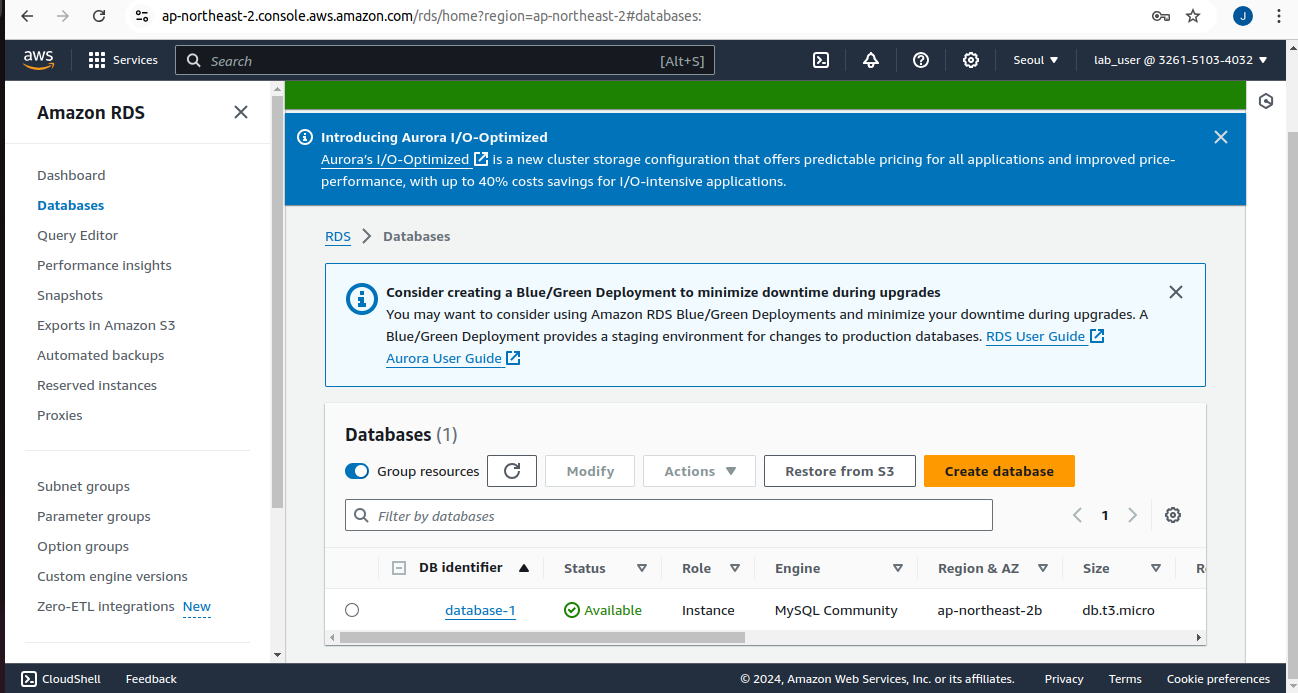 ap-northeast-2.console.aws.amazon.com/rds/home?region=ap-northeast-2#databases:
J
aws
Services
Search
[Alt+S]
Seoul
lab_user @ 3261-5103-4032
Amazon RDS
Dashboard
Databases
Query Editor
Performance insights
Snapshots
Exports in Amazon S3
Automated backups
Reserved instances
Proxies
Subnet groups
Parameter groups
Option groups
Custom engine versions
Zero-ETL integrations New
Introducing Aurora I/O-Optimized
Aurora's I/O-Optimized is a new cluster storage configuration that offers predictable pricing for all applications and improved price-
performance, with up to 40% costs savings for I/O-intensive applications.
RDS > Databases
Consider creating a Blue/Green Deployment to minimize downtime during upgrades
You may want to consider using Amazon RDS Blue/Green Deployments and minimize your downtime during upgrades. A
Blue/Green Deployment provides a staging environment for changes to production databases. RDS User Guide
Aurora User Guide
Databases (1)
Group resources
Modify
Actions
Restore from S3
Create database
Filter by databases
1
DB identifier Status Role Engine Region & AZ Size R
database-1 Available Instance MySQL Community ap-northeast-2b db.t3.micro
CloudShell
Feedback
© 2024, Amazon Web Services, Inc. or its affiliates.
Privacy
Terms
Cookie preferences